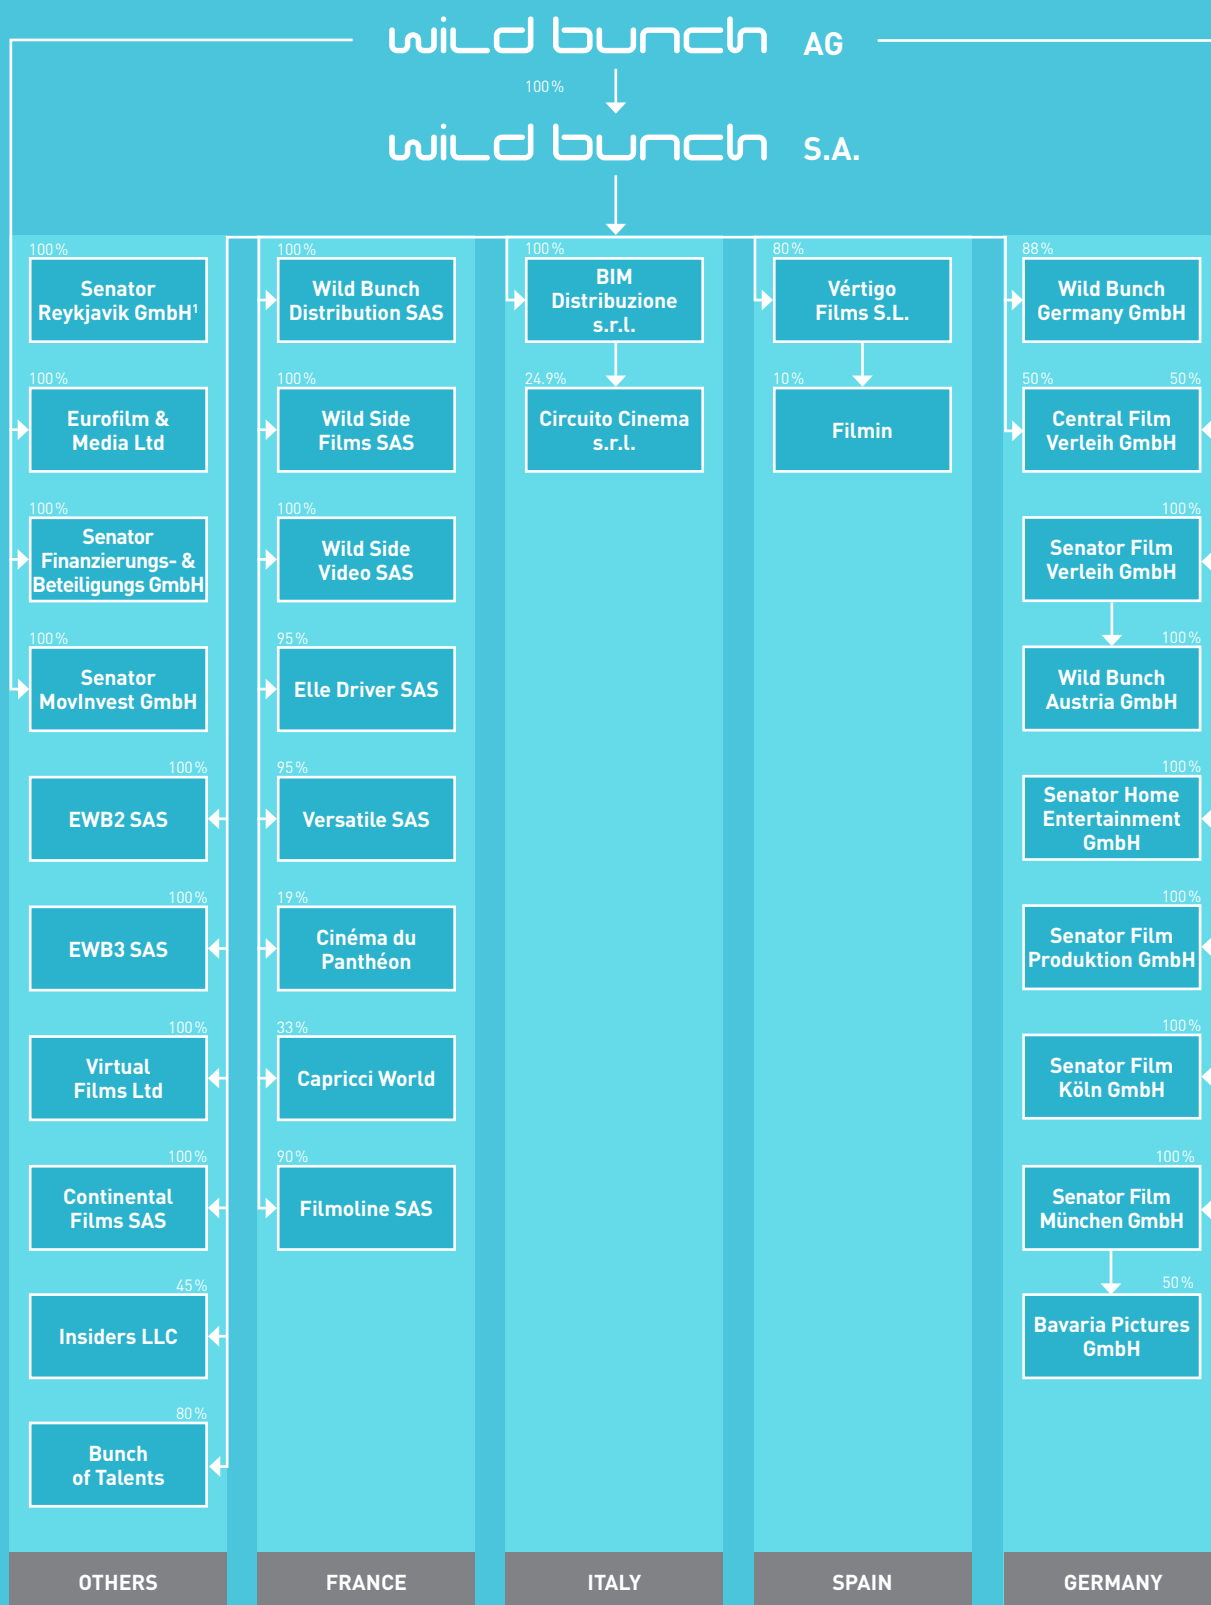 wild bunch AG
100%
wild bunch S.A.
100%
Senator
Reykjavik GmbH¹
100%
Eurofilm &
Media Ltd
100%
Senator
Finanzierungs- &
Beteiligungs GmbH
100%
Senator
MovInvest GmbH
100%
EWB2 SAS
100%
EWB3 SAS
100%
Virtual
Films Ltd
100%
Continental
Films SAS
45%
Insiders LLC
80%
Bunch
of Talents
OTHERS
100%
Wild Bunch
Distribution SAS
100%
Wild Side
Films SAS
100%
Wild Side
Video SAS
95%
Elle Driver SAS
95%
Versatile SAS
19%
Cinéma du
Panthéon
33%
Capricci World
90%
Filmoline SAS
FRANCE
100%
BIM
Distribuzione
s.r.l.
24.9%
Circuito Cinema
s.r.l.
ITALY
80%
Vértigo
Films S.L.
10%
Filmin
SPAIN
88%
Wild Bunch
Germany GmbH
50% 50%
Central Film
Verleih GmbH
100%
Senator Film
Verleih GmbH
100%
Wild Bunch
Austria GmbH
100%
Senator Home
Entertainment
GmbH
100%
Senator Film
Produktion GmbH
100%
Senator Film
Köln GmbH
100%
Senator Film
München GmbH
50%
Bavaria Pictures
GmbH
GERMANY